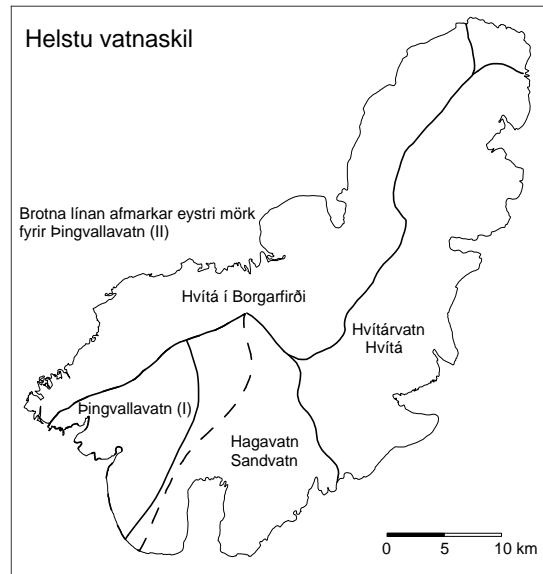 Helstu vatnaskil
Brotna línan afmarkar eystri mörk
fyrir Þingvallavatn (II)
Hvítá í Borgarfirði
Hvítárvatn
Hvítá
Þingvallavatn (I)
Hagavatn
Sandvatn
0 5 10 km